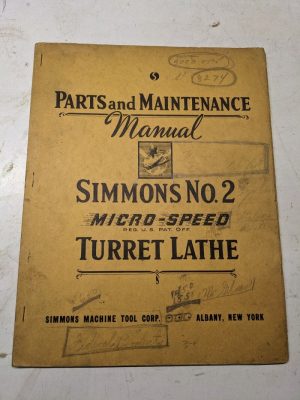 8274
PARTS and MAINTENANCE
Manual
SIMMONS NO. 2
MICRO-SPEED
REG. U.S. PAT. OFF
TURRET LATHE
SIMMONS MACHINE TOOL CORP. ALBANY, NEW YORK